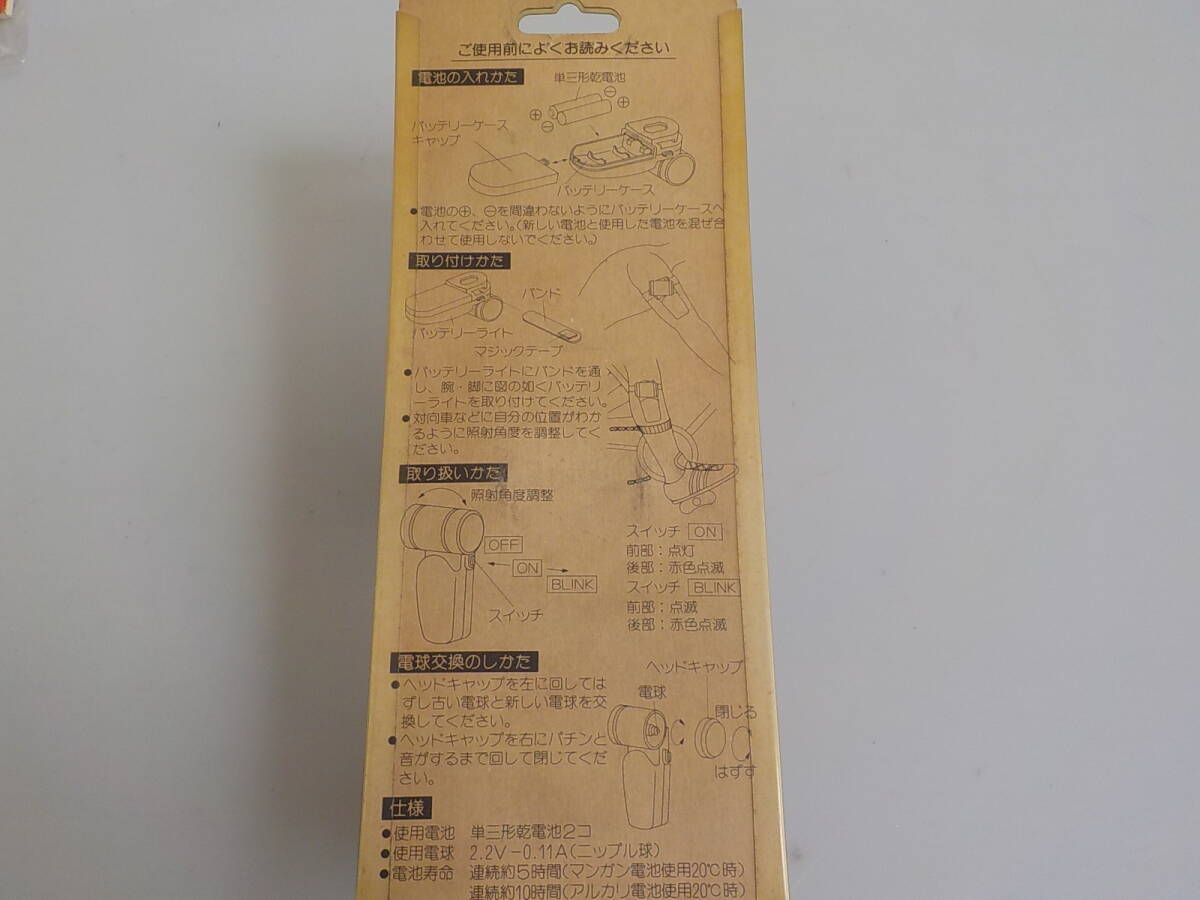 ご使用前によくお読みください
電池の入れかた
単三形乾電池
⊖
⊕
⊕
⊖
バッテリーケース
キャップ
バッテリーケース
●電池の⊕、⊖を間違わないようにバッテリーケースへ
入れてください。(新しい電池と使用した電池を混ぜ合
わせて使用しないでください。)
取り付けかた
バンド
バッテリーライト
マジックテープ
●バッテリーライトにバンドを通
し、腕・脚に図の如くバッテリ
ーライトを取り付けてください。
●対向車などに自分の位置がわか
るように照射角度を調整してく
ださい。
取り扱いかた
照射角度調整
OFF
ON
BLINK
スイッチ
スイッチ ON
前部：点灯
後部：赤色点滅
スイッチ BLINK
前部：点滅
後部：赤色点滅
電球交換のしかた
●ヘッドキャップを左に回しては
ずし古い電球と新しい電球を交
換してください。
●ヘッドキャップを右にパチンと
音がするまで回して閉じてくだ
さい。
ヘッドキャップ
電球
閉じる
はずす
仕様
●使用電池 単三形乾電池2コ
●使用電球 2.2V−0.11A(ニップル球)
●電池寿命 連続約5時間(マンガン電池使用20℃時)
連続約10時間(アルカリ電池使用20℃時)